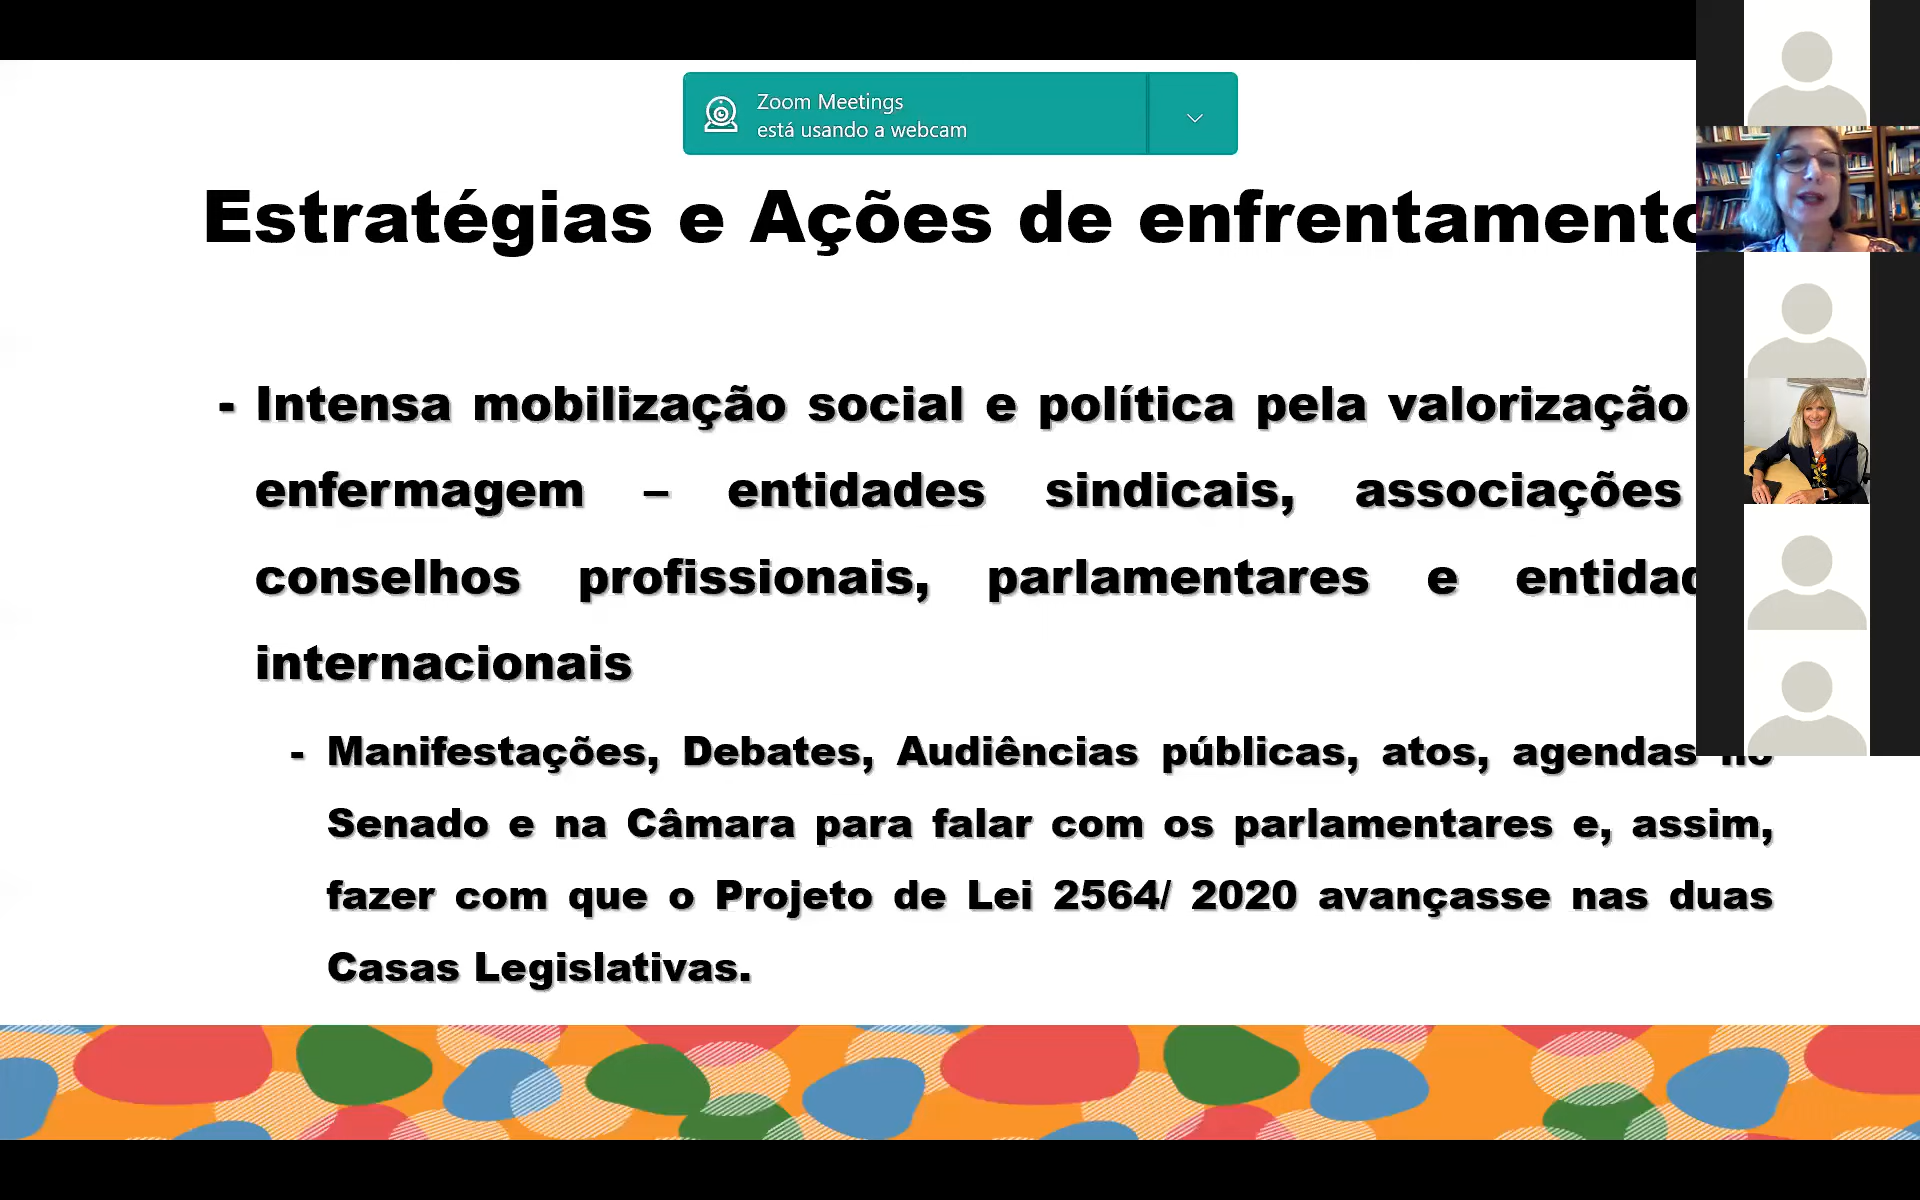 Zoom Meetings
está usando a webcam
Estratégias e Ações de enfrentamento
- Intensa mobilização social e política pela valorização
enfermagem – entidades sindicais, associações
conselhos profissionais, parlamentares e entidad
internacionais
- Manifestações, Debates, Audiências públicas, atos, agendas no
Senado e na Câmara para falar com os parlamentares e, assim,
fazer com que o Projeto de Lei 2564/ 2020 avançasse nas duas
Casas Legislativas.